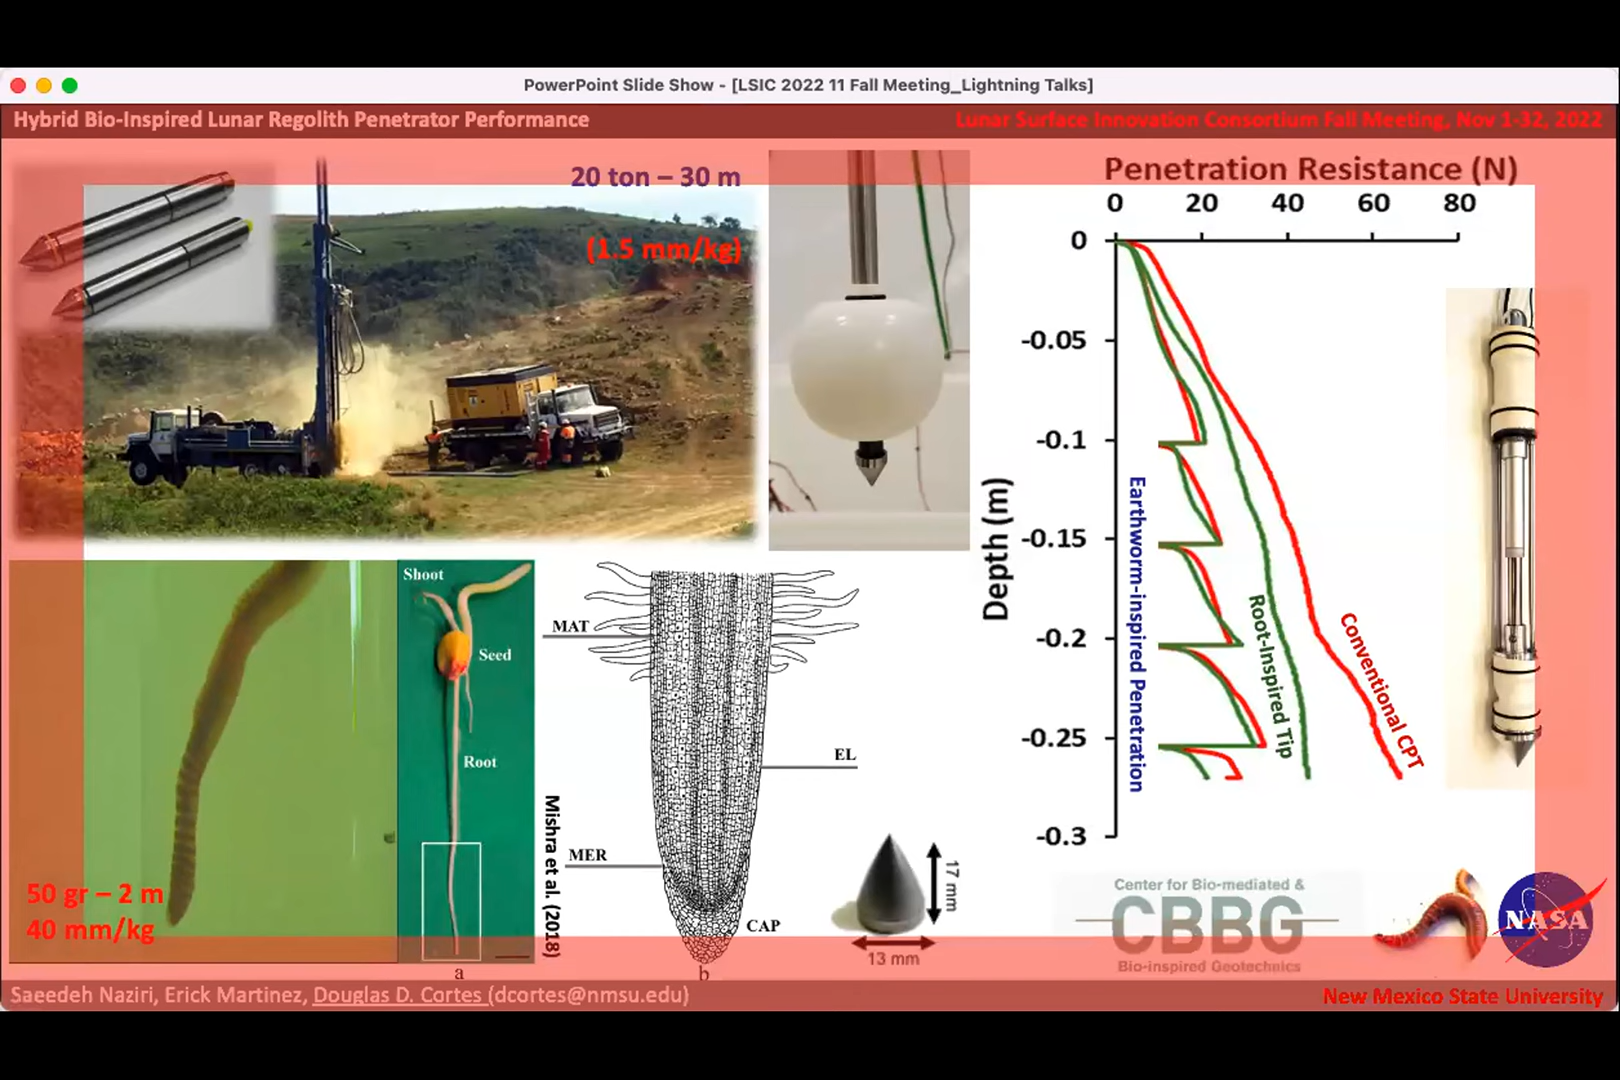 PowerPoint Slide Show - [LSIC 2022 11 Fall Meeting_Lightning Talks]
Hybrid Bio-Inspired Lunar Regolith Penetrator Performance
Lunar Surface Innovation Consortium Fall Meeting, Nov 1-32, 2022
20 ton – 30 m
(1.5 mm/kg)
Penetration Resistance (N)
0 20 40 60 80
0
-0.05
-0.1
-0.15
-0.2
-0.25
-0.3
Depth (m)
Earthworm-inspired Penetration
Root-Inspired Tip
Conventional CPT
50 gr – 2 m
40 mm/kg
Shoot
Seed
Root
a
Mishra et al. (2018)
MAT
EL
MER
CAP
b
17 mm
13 mm
Center for Bio-mediated &
CBBG
Bio-inspired Geotechnics
NASA
Saeedeh Naziri, Erick Martinez, Douglas D. Cortes (dcortes@nmsu.edu)
New Mexico State University